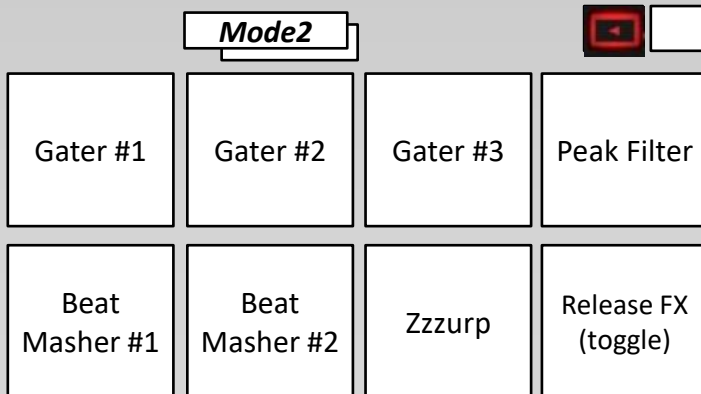 Mode2
Gater #1
Gater #2
Gater #3
Peak Filter
Beat
Masher #1
Beat
Masher #2
Zzzurp
Release FX
(toggle)